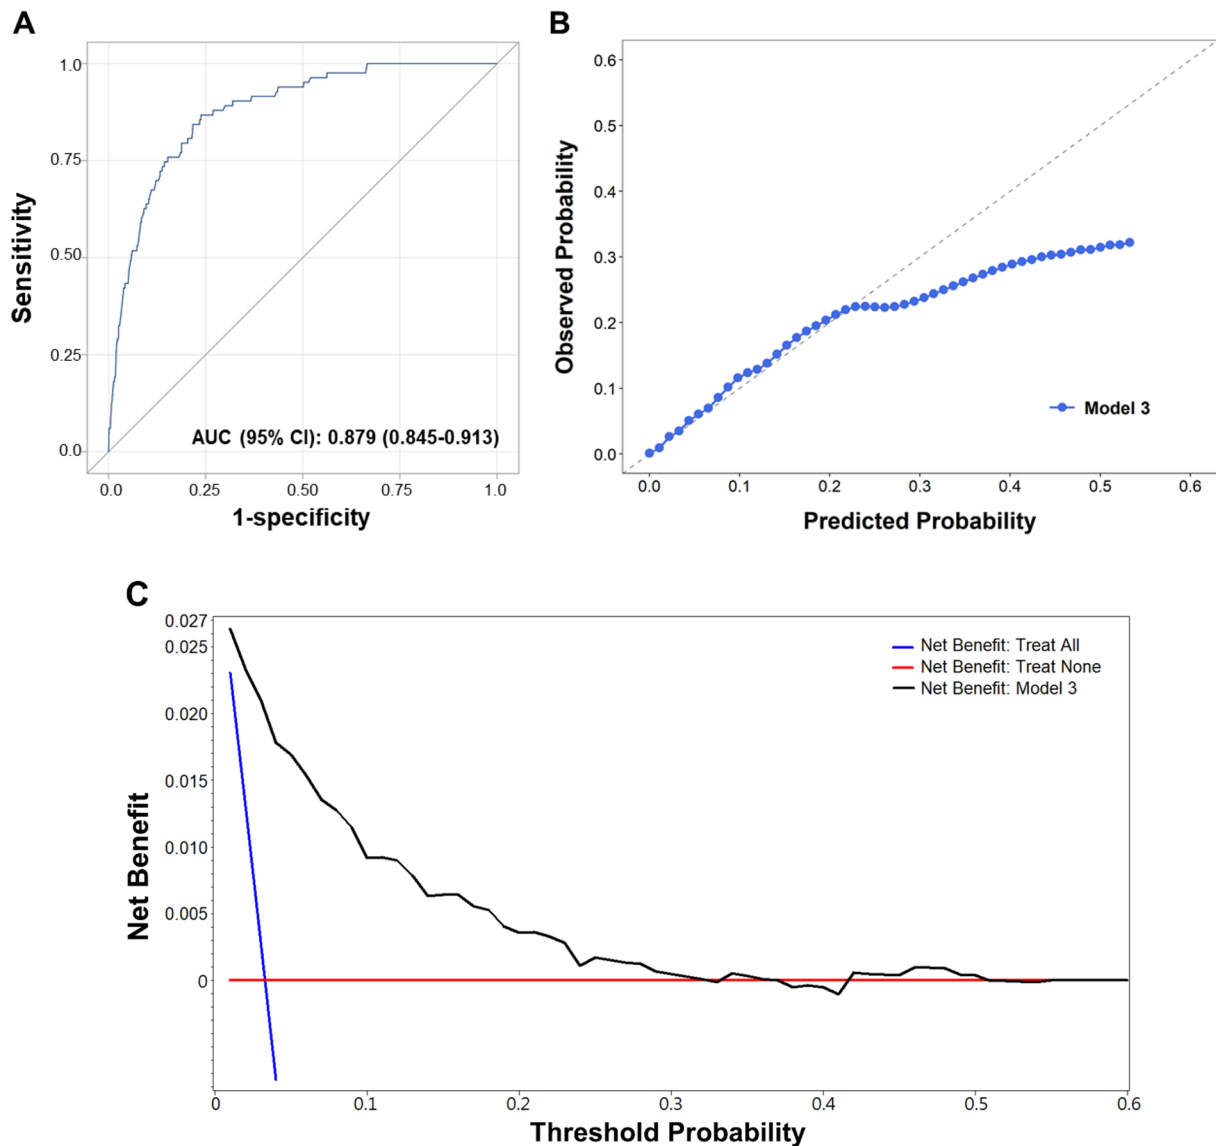 A
Sensitivity
1.0
0.75
0.50
0.25
0.0
AUC (95% CI): 0.879 (0.845-0.913)
0.0 0.25 0.50 0.75 1.0
1-specificity
B
Observed Probability
0.6
0.5
0.4
0.3
0.2
0.1
0.0
Model 3
0.0 0.1 0.2 0.3 0.4 0.5 0.6
Predicted Probability
C
Net Benefit
0.027
0.025
0.020
0.015
0.010
0.005
0
Net Benefit: Treat All
Net Benefit: Treat None
Net Benefit: Model 3
0 0.1 0.2 0.3 0.4 0.5 0.6
Threshold Probability